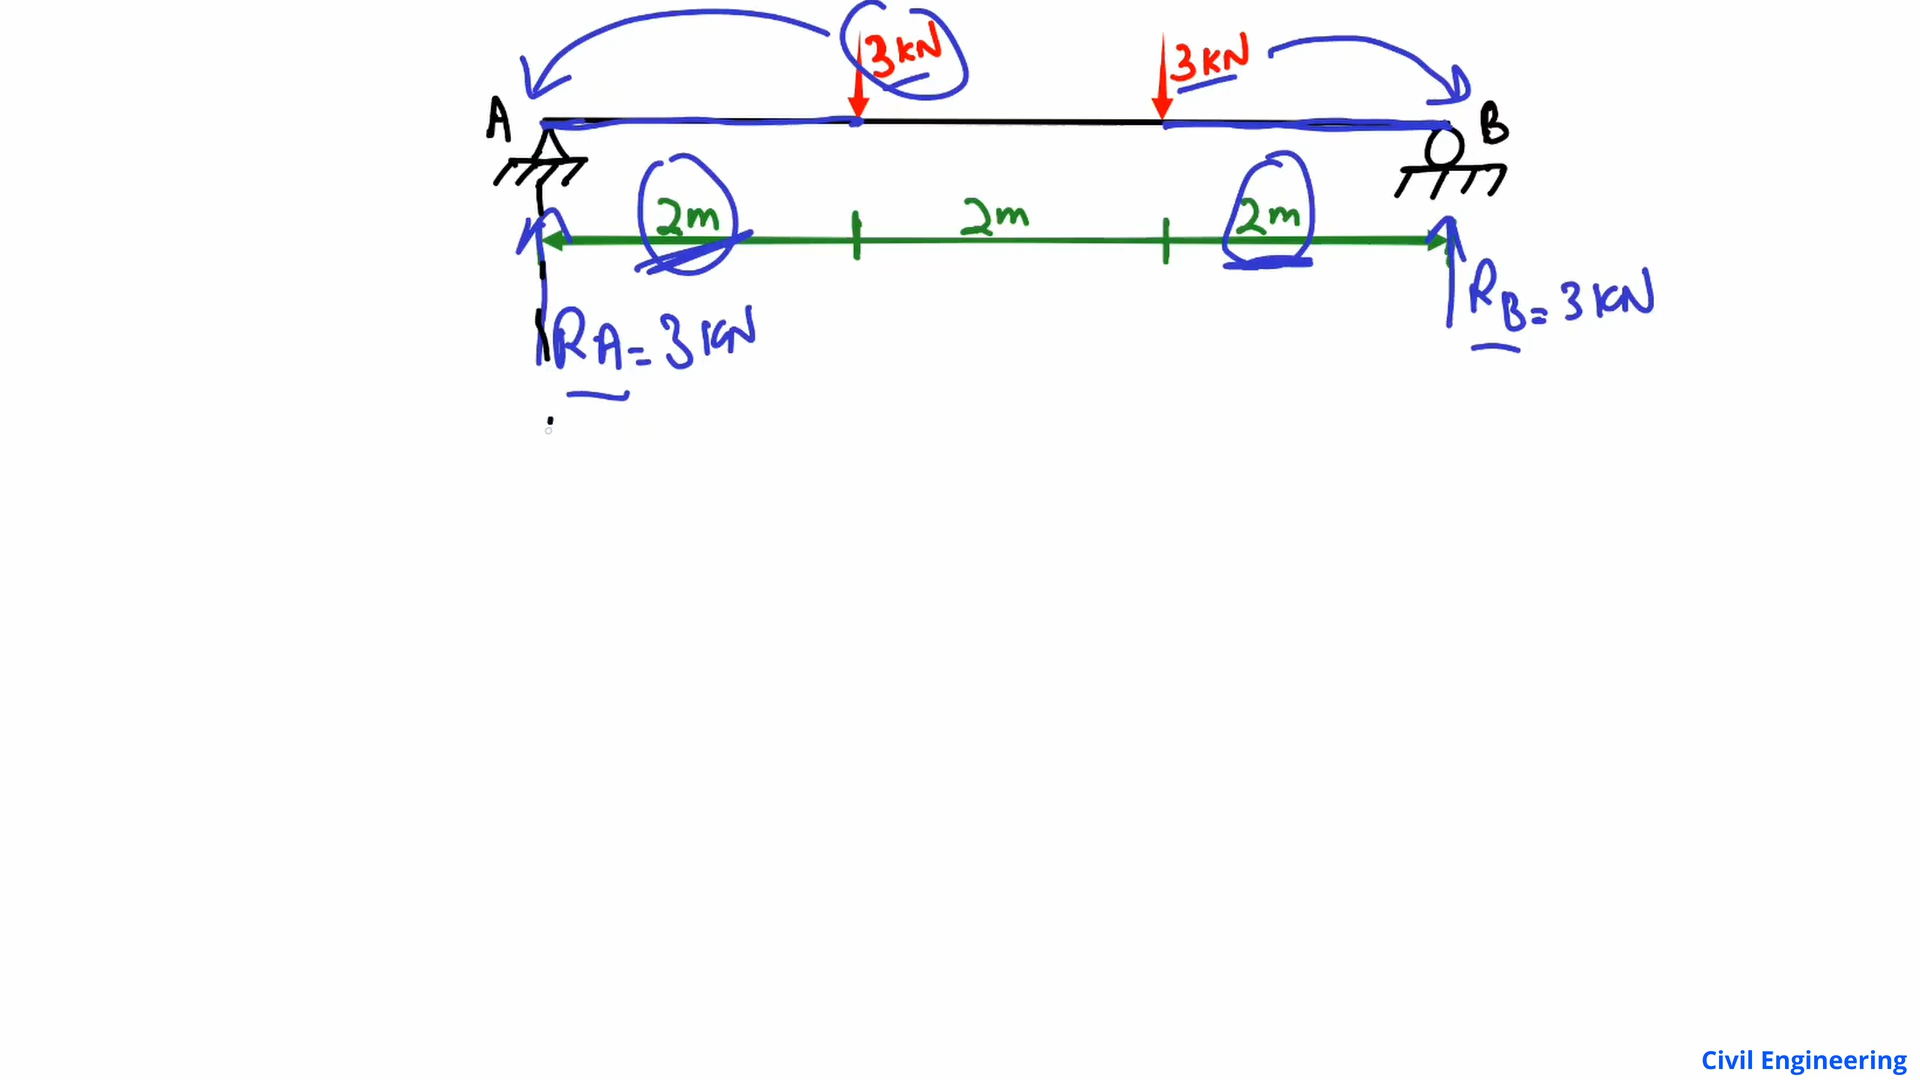 3KN
3KN
A
B
2m
2m
2m
RA = 3KN
RB = 3KN
Civil Engineering